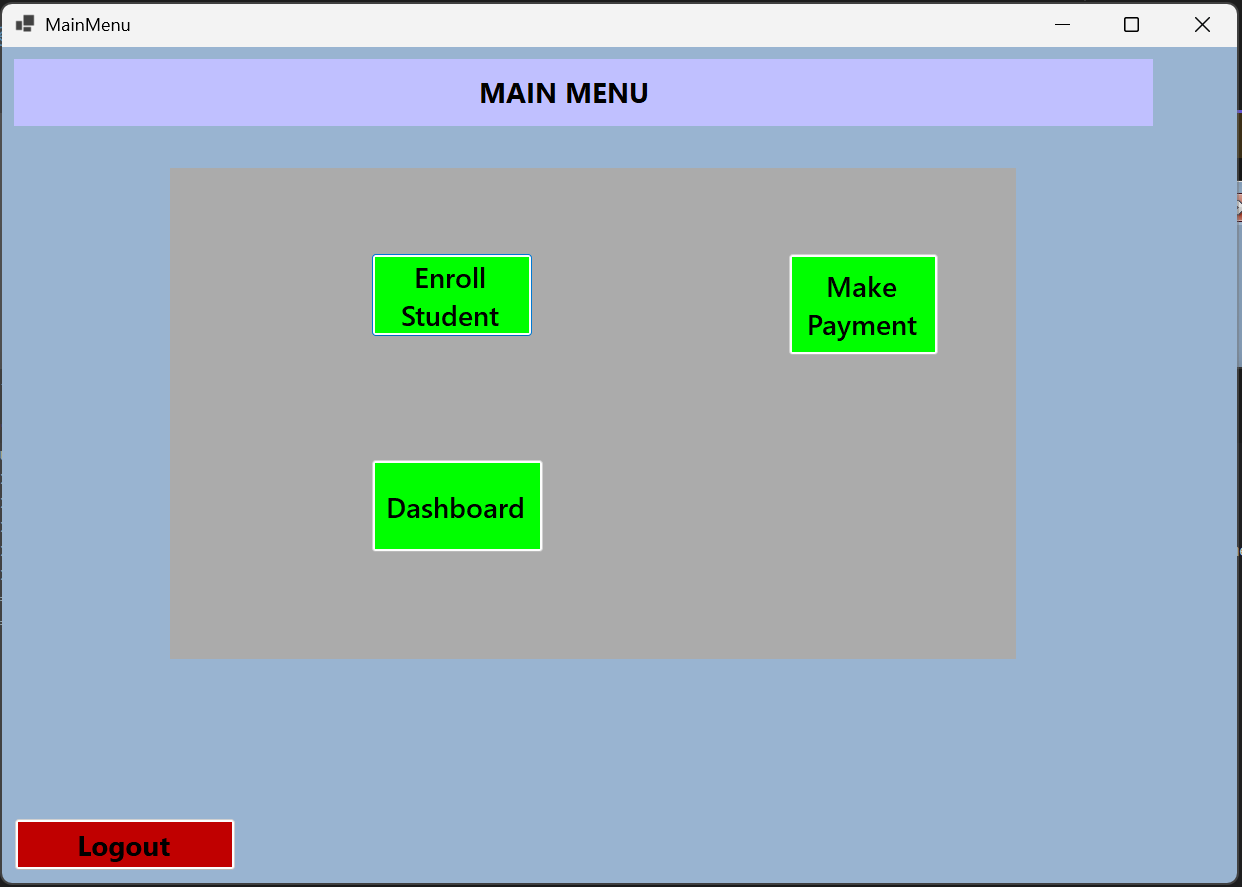 MainMenu
MAIN MENU
Enroll
Student
Make
Payment
Dashboard
Logout